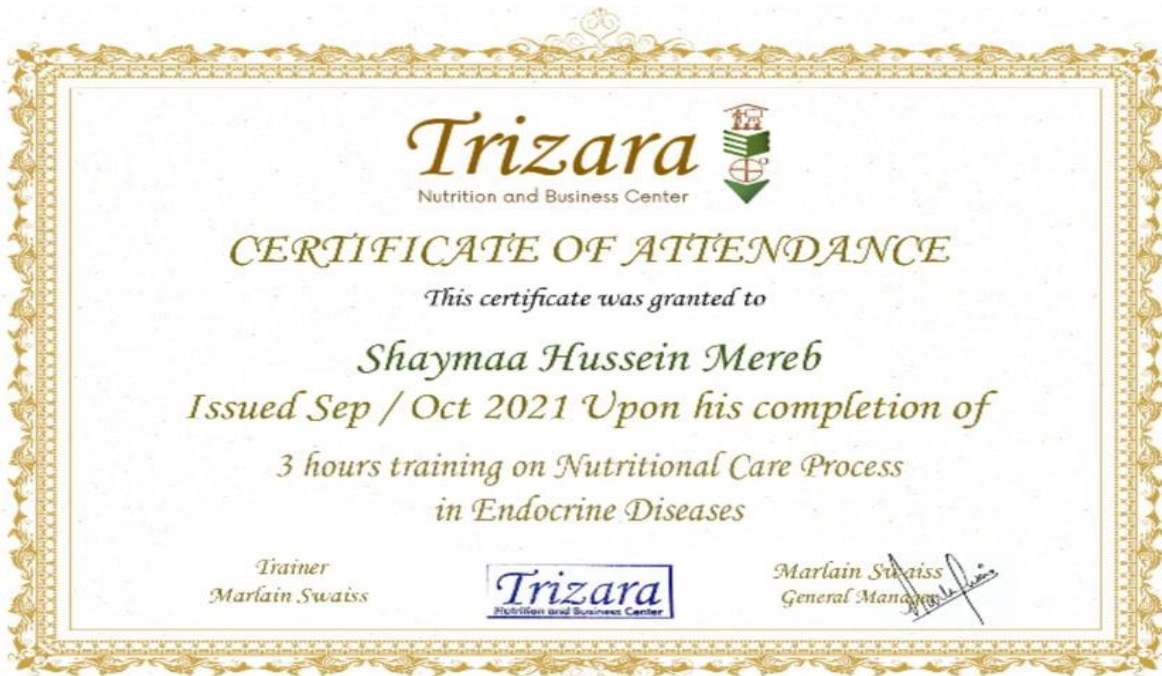 Trizara
Nutrition and Business Center
CERTIFICATE OF ATTENDANCE
This certificate was granted to
Shaymaa Hussein Mereb
Issued Sep / Oct 2021 Upon his completion of
3 hours training on Nutritional Care Process
in Endocrine Diseases
Trainer
Marlain Swaiss
Trizara
Nutrition and Business Center
Marlain Swaiss
General Manager